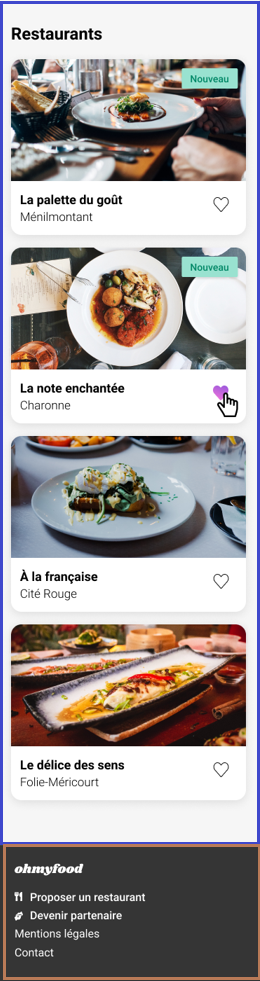 Restaurants
Nouveau
La palette du goût
Ménilmontant
Nouveau
La note enchantée
Charonne
À la française
Cité Rouge
Le délice des sens
Folie-Méricourt
ohmyfood
Proposer un restaurant
Devenir partenaire
Mentions légales
Contact